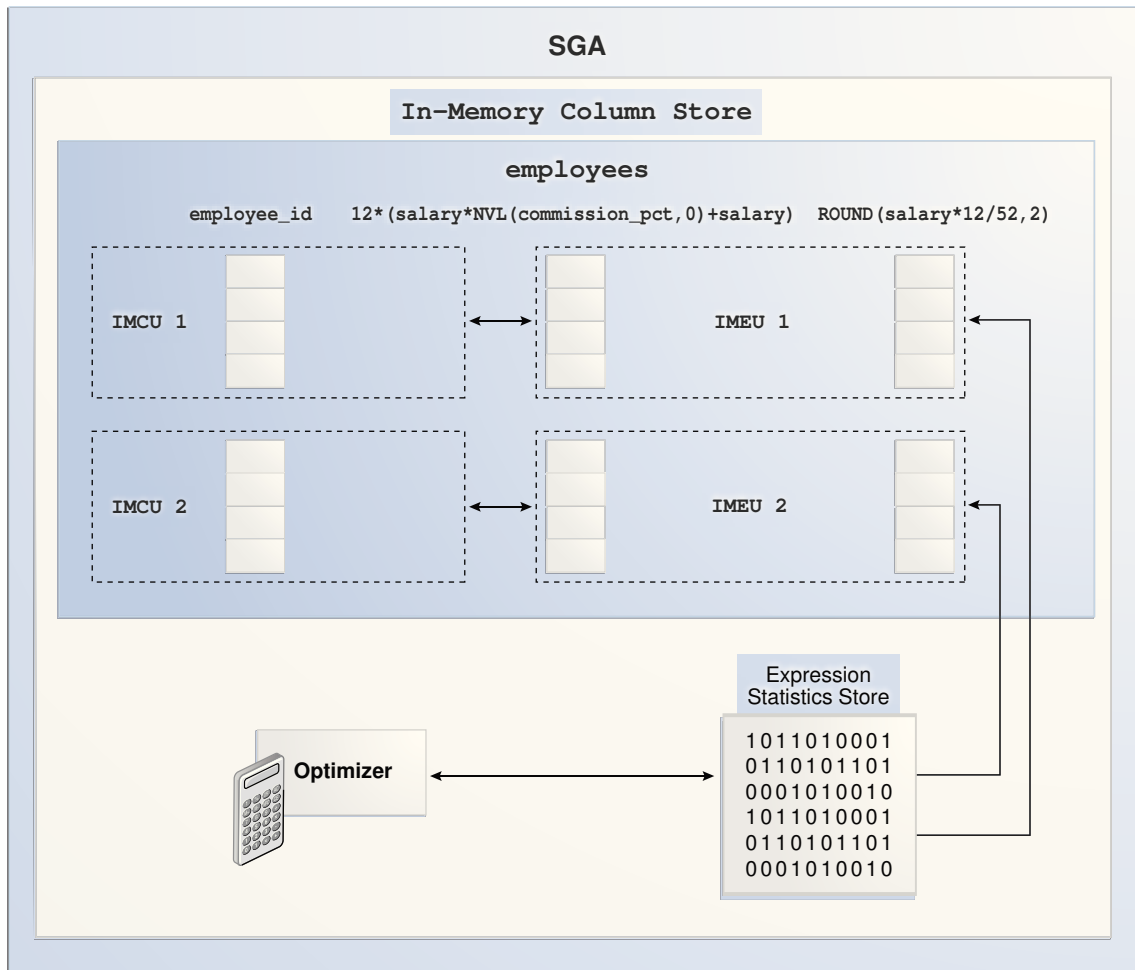 SGA
In-Memory Column Store
employees
employee_id 12*(salary*NVL(commission_pct,0)+salary) ROUND(salary*12/52,2)
IMCU 1 IMEU 1
IMCU 2 IMEU 2
Expression
Statistics Store
Optimizer
1011010001
0110101101
0001010010
1011010001
0110101101
0001010010